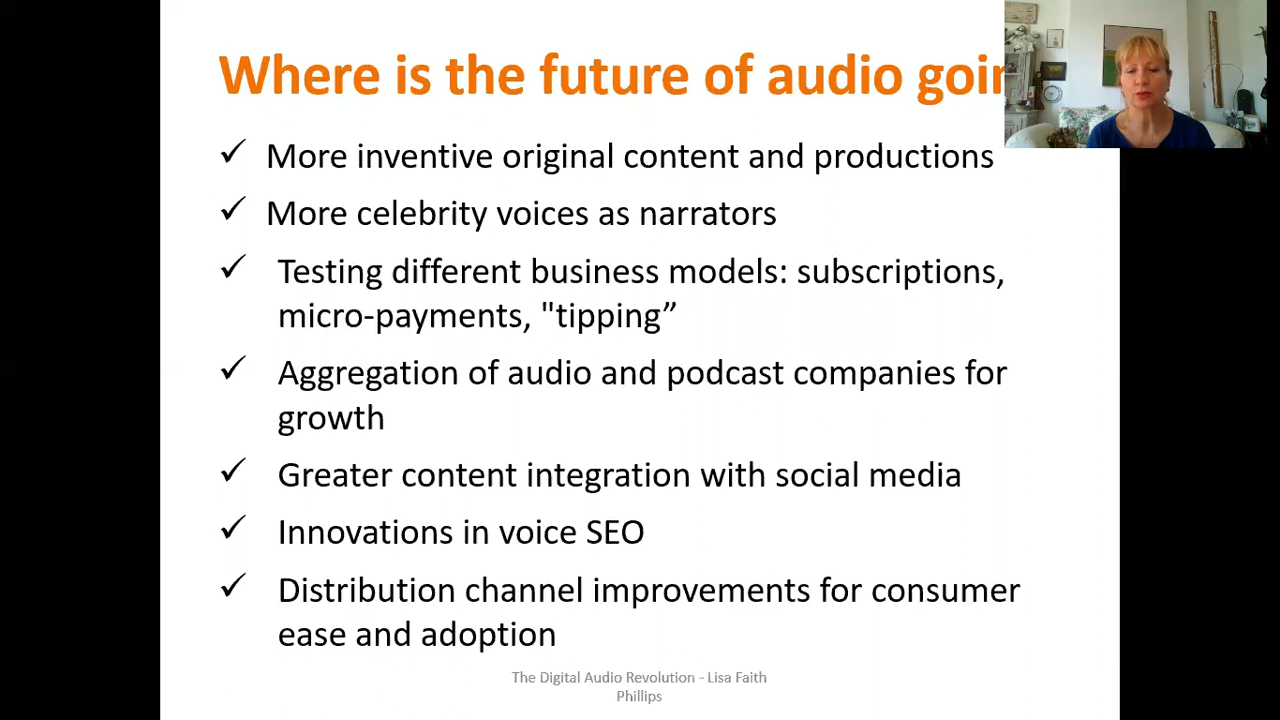 Where is the future of audio goin
✓ More inventive original content and productions
✓ More celebrity voices as narrators
✓ Testing different business models: subscriptions,
micro-payments, "tipping”
✓ Aggregation of audio and podcast companies for
growth
✓ Greater content integration with social media
✓ Innovations in voice SEO
✓ Distribution channel improvements for consumer
ease and adoption
The Digital Audio Revolution - Lisa Faith
Phillips